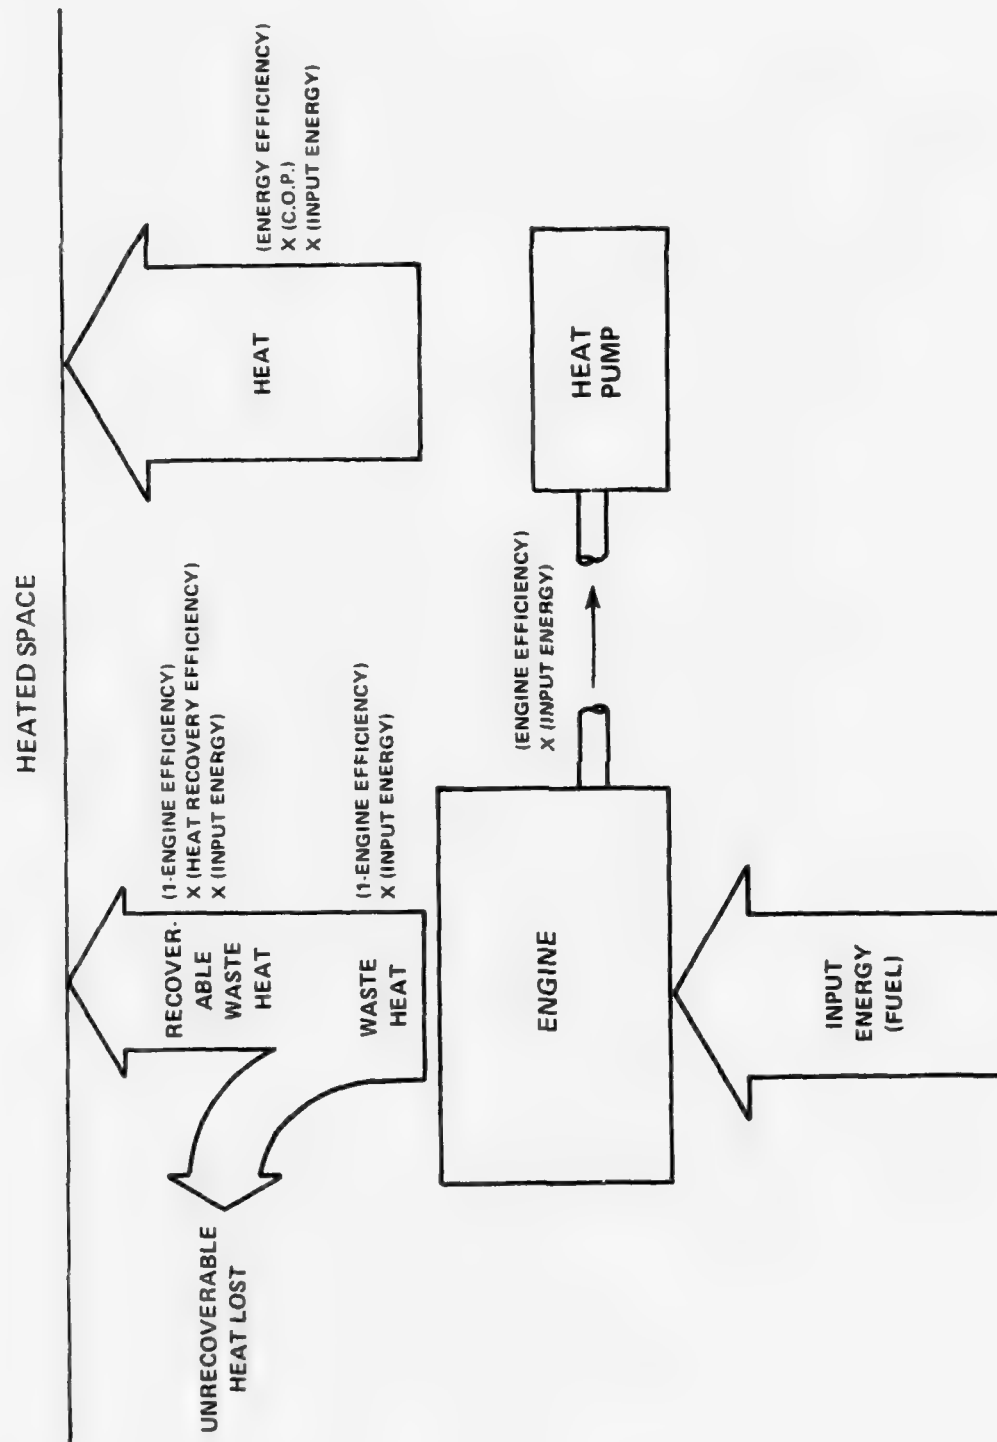 HEATED SPACE
UNRECOVERABLE
HEAT LOST
RECOVER-
ABLE
WASTE
HEAT
(1-ENGINE EFFICIENCY)
X (HEAT RECOVERY EFFICIENCY)
X (INPUT ENERGY)
WASTE
HEAT
(1-ENGINE EFFICIENCY)
X (INPUT ENERGY)
HEAT
(ENERGY EFFICIENCY)
X (C.O.P.)
X (INPUT ENERGY)
ENGINE
(ENGINE EFFICIENCY)
X (INPUT ENERGY)
HEAT
PUMP
INPUT
ENERGY
(FUEL)